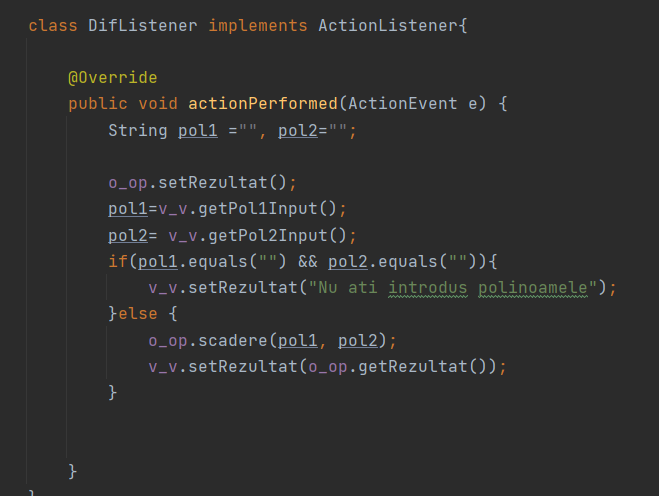 class DifListener implements ActionListener{
@Override
public void actionPerformed(ActionEvent e) {
String pol1 ="", pol2="";
o_op.setRezultat();
pol1=v_v.getPol1Input();
pol2= v_v.getPol2Input();
if(pol1.equals("") && pol2.equals("")){
v_v.setRezultat("Nu ati introdus polinoamele");
}else {
o_op.scadere(pol1, pol2);
v_v.setRezultat(o_op.getRezultat());
}
}
}